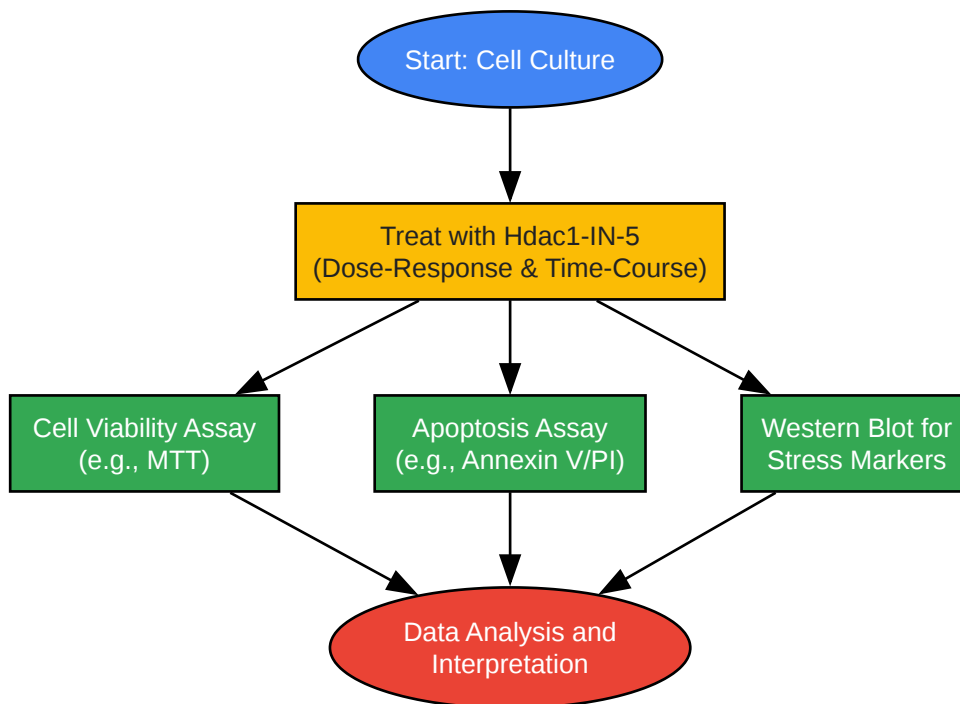 Start: Cell Culture
Treat with Hdac1-IN-5
(Dose-Response & Time-Course)
Cell Viability Assay
(e.g., MTT)
Apoptosis Assay
(e.g., Annexin V/PI)
Western Blot for
Stress Markers
Data Analysis and
Interpretation